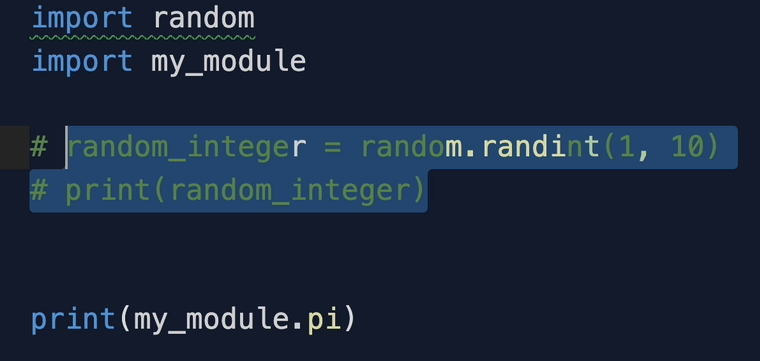 import random
import my_module
# random_integer = random.randint(1, 10)
# print(random_integer)
print(my_module.pi)